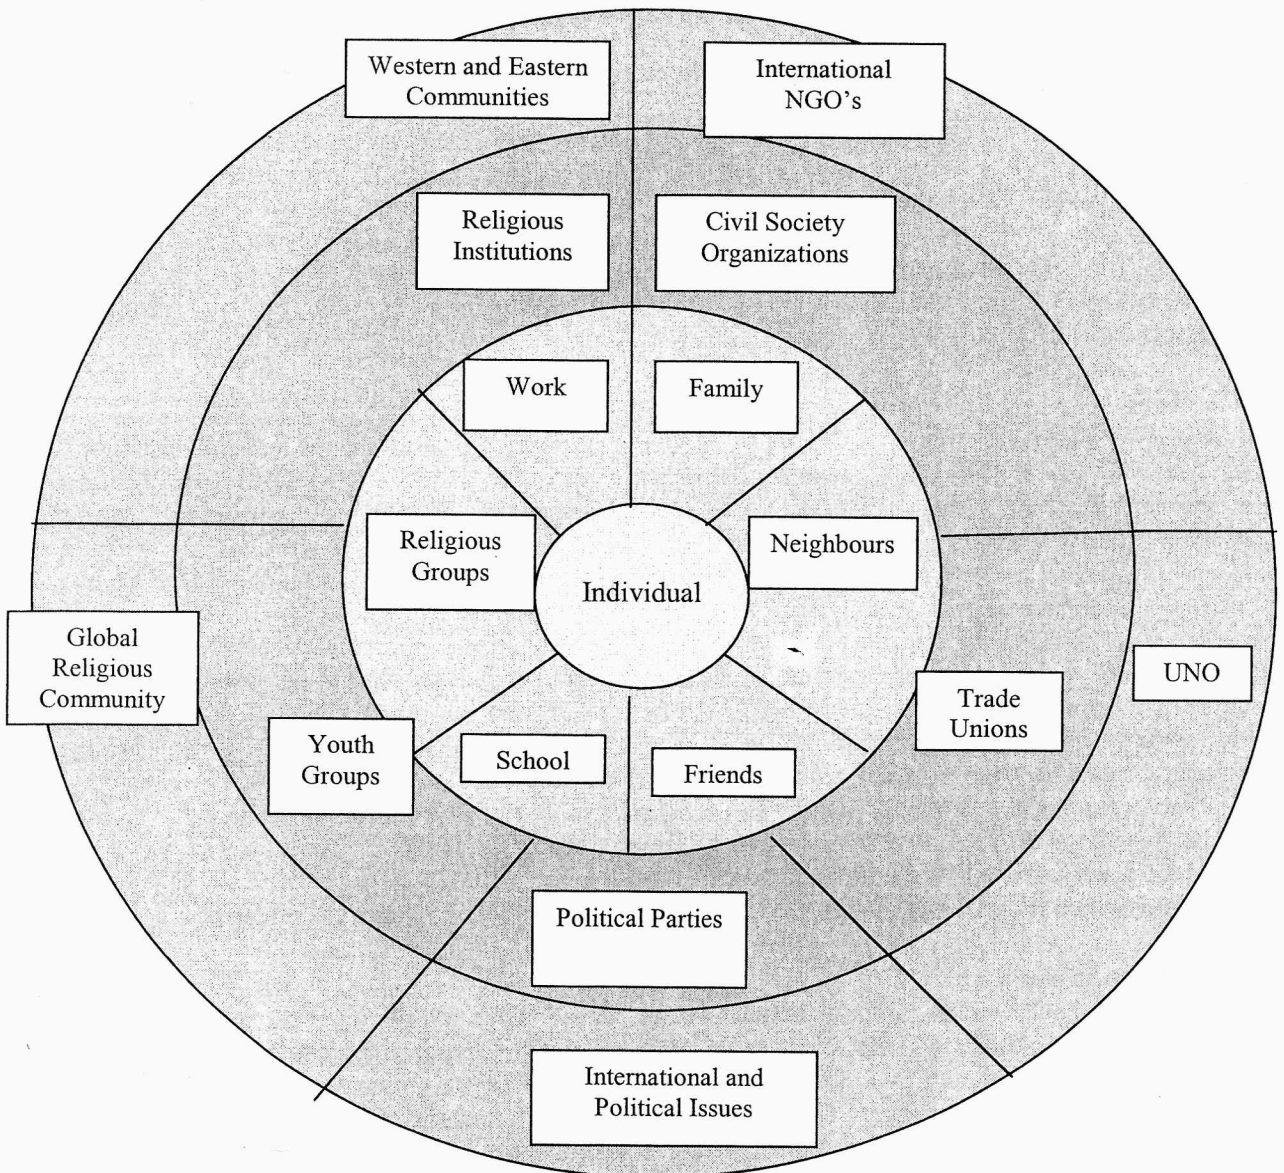 Western and Eastern
Communities
International
NGO's
Religious
Institutions
Civil Society
Organizations
Work
Family
Religious
Groups
Neighbours
Individual
Global
Religious
Community
UNO
Trade
Unions
Youth
Groups
School
Friends
Political Parties
International and
Political Issues